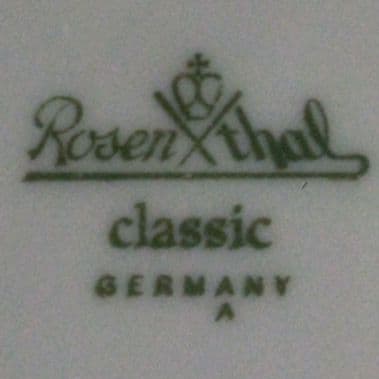 Rosenthal
classic
GERMANY
A